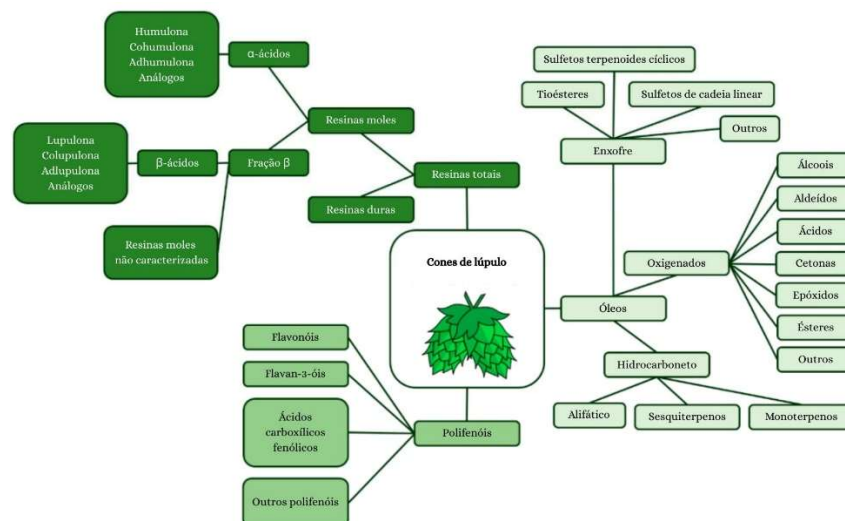 Humulona
Cohumulona
Adhumulona
Análogos
α-ácidos
Lupulona
Colupulona
Adlupulona
Análogos
β-ácidos
Fração β
Resinas moles
não caracterizadas
Resinas moles
Resinas duras
Resinas totais
Cones de lúpulo
Sulfetos terpenoides cíclicos
Tioésteres
Sulfetos de cadeia linear
Outros
Enxofre
Álcoois
Aldeídos
Ácidos
Cetonas
Epóxidos
Ésteres
Outros
Oxigenados
Óleos
Hidrocarboneto
Alifático
Sesquiterpenos
Monoterpenos
Flavonóis
Flavan-3-óis
Ácidos
carboxílicos
fenólicos
Outros polifenóis
Polifenóis